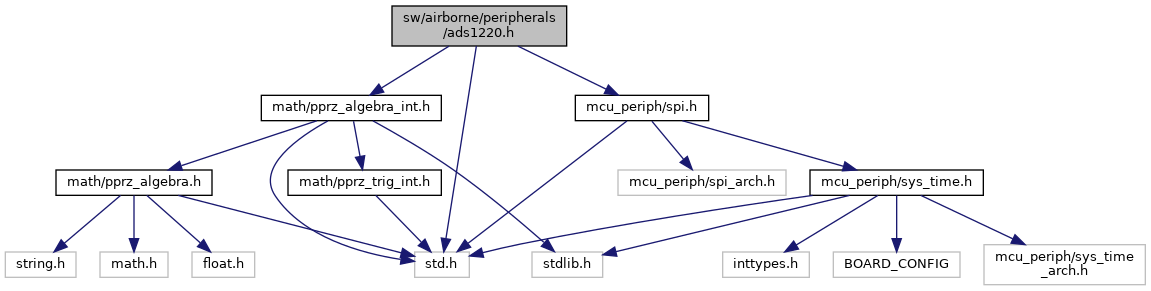 sw/airborne/peripherals
/ads1220.h
math/pprz_algebra_int.h
mcu_periph/spi.h
math/pprz_algebra.h
math/pprz_trig_int.h
mcu_periph/spi_arch.h
mcu_periph/sys_time.h
string.h
math.h
float.h
std.h
stdlib.h
inttypes.h
BOARD_CONFIG
mcu_periph/sys_time
_arch.h